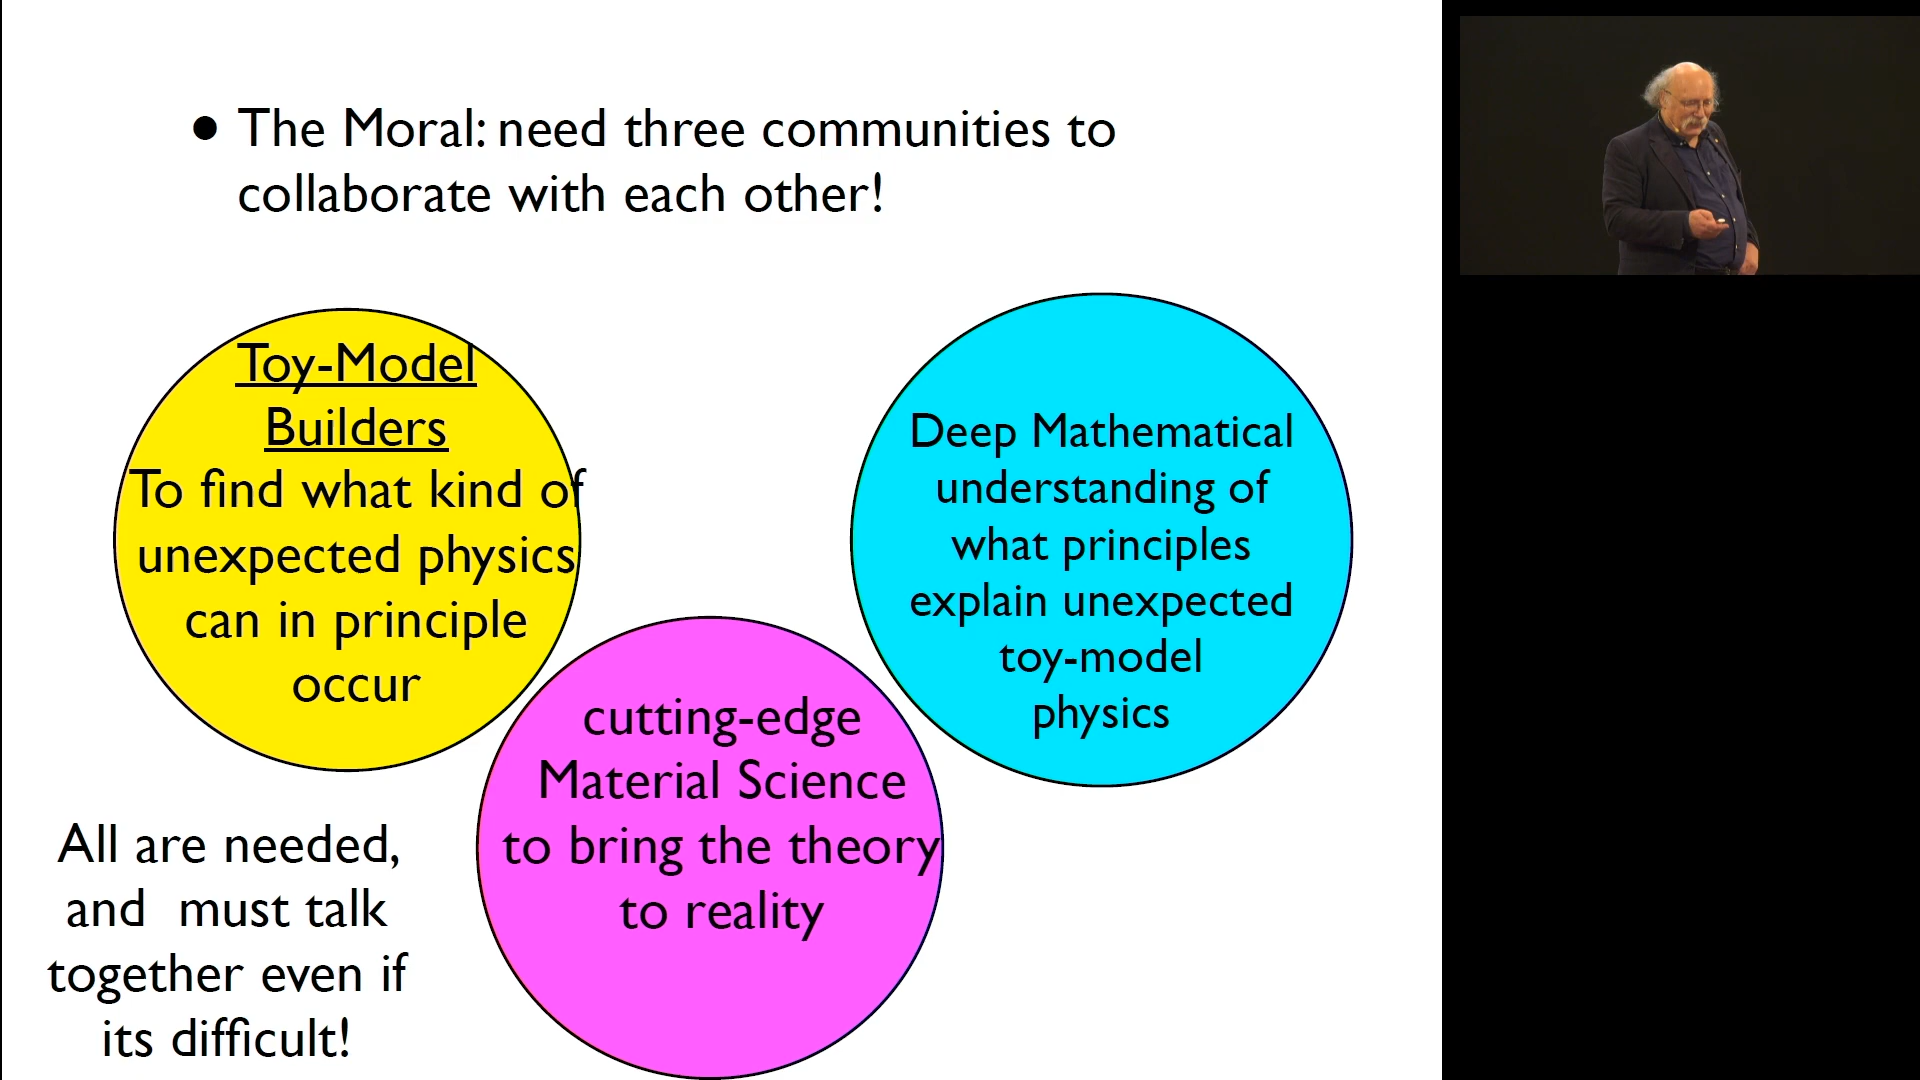 • The Moral: need three communities to
collaborate with each other!
Toy-Model
Builders
To find what kind of
unexpected physics
can in principle
occur
Deep Mathematical
understanding of
what principles
explain unexpected
toy-model
physics
cutting-edge
Material Science
to bring the theory
to reality
All are needed,
and must talk
together even if
its difficult!